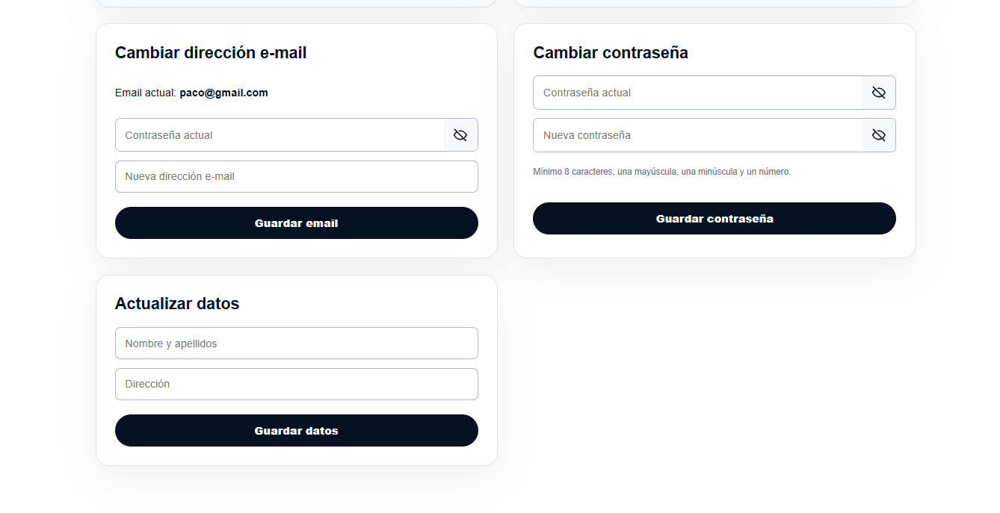 Cambiar dirección e-mail
Email actual: paco@gmail.com
Contraseña actual
Nueva dirección e-mail
Guardar email
Cambiar contraseña
Contraseña actual
Nueva contraseña
Mínimo 8 caracteres, una mayúscula, una minúscula y un número.
Guardar contraseña
Actualizar datos
Nombre y apellidos
Dirección
Guardar datos